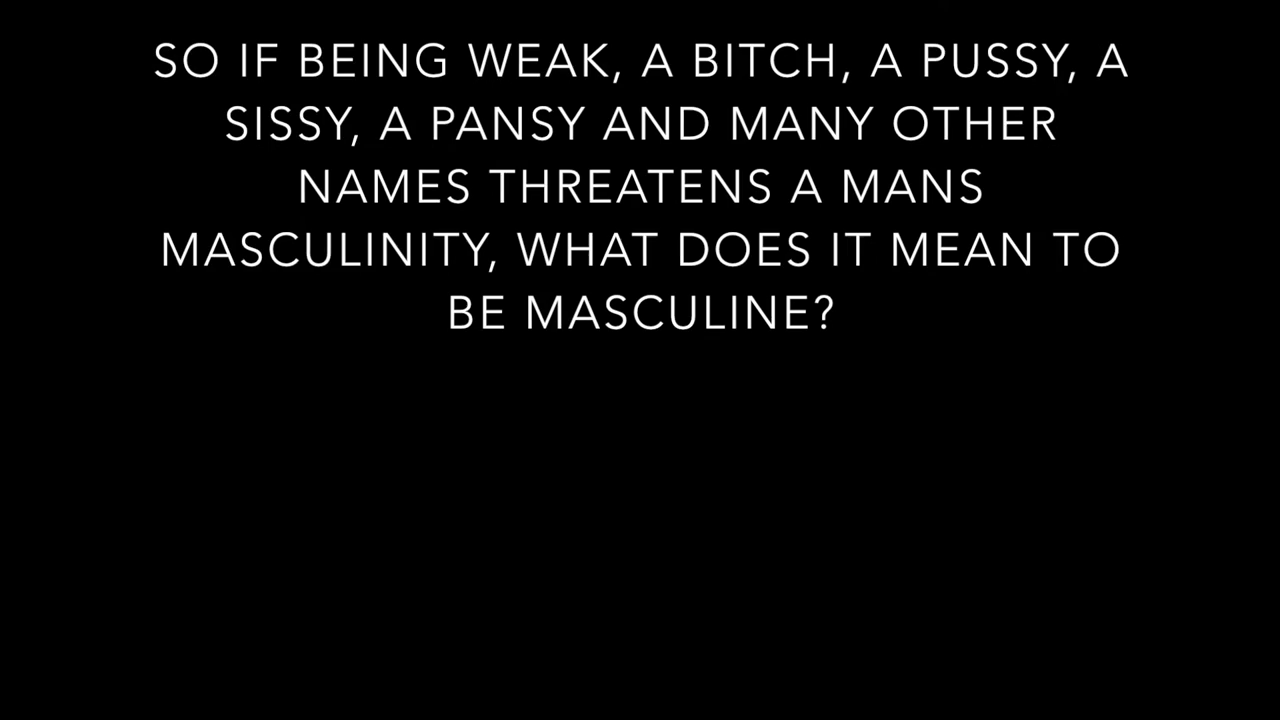 SO IF BEING WEAK, A BITCH, A PUSSY, A
SISSY, A PANSY AND MANY OTHER
NAMES THREATENS A MANS
MASCULINITY, WHAT DOES IT MEAN TO
BE MASCULINE?